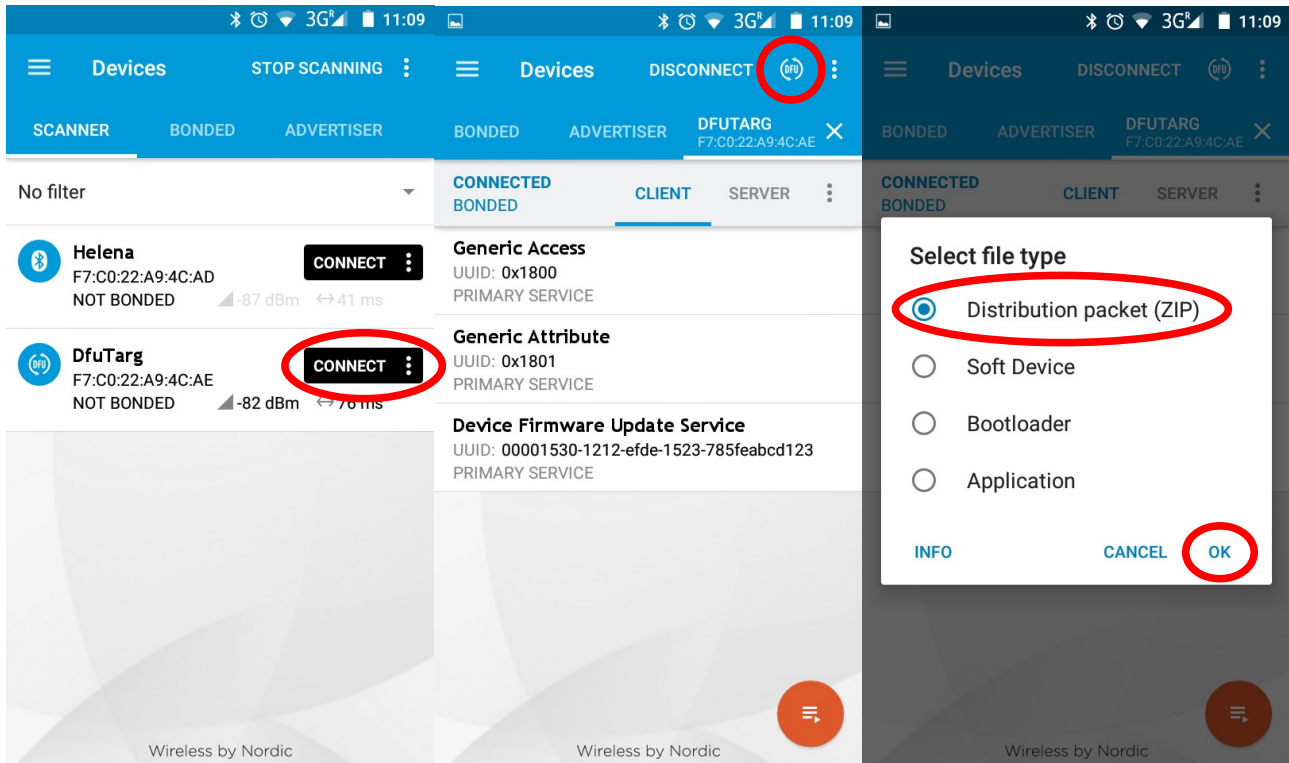 3G R 11:09
Devices STOP SCANNING
SCANNER BONDED ADVERTISER
No filter
Helena
F7:C0:22:A9:4C:AD
CONNECT
NOT BONDED -87 dBm 41 ms
DfuTarg
F7:C0:22:A9:4C:AE
CONNECT
NOT BONDED -82 dBm 76 ms
Wireless by Nordic
3G R 11:09
Devices DISCONNECT DFU
BONDED ADVERTISER DFUTARG
F7:C0:22:A9:4C:AE
CONNECTED
BONDED
CLIENT SERVER
Generic Access
UUID: 0x1800
PRIMARY SERVICE
Generic Attribute
UUID: 0x1801
PRIMARY SERVICE
Device Firmware Update Service
UUID: 00001530-1212-efde-1523-785feabcd123
PRIMARY SERVICE
Wireless by Nordic
3G R 11:09
Devices DISCONNECT DFU
BONDED ADVERTISER DFUTARG
F7:C0:22:A9:4C:AE
CONNECTED
BONDED
CLIENT SERVER
Select file type
Distribution packet (ZIP)
Soft Device
Bootloader
Application
INFO CANCEL OK
Wireless by Nordic